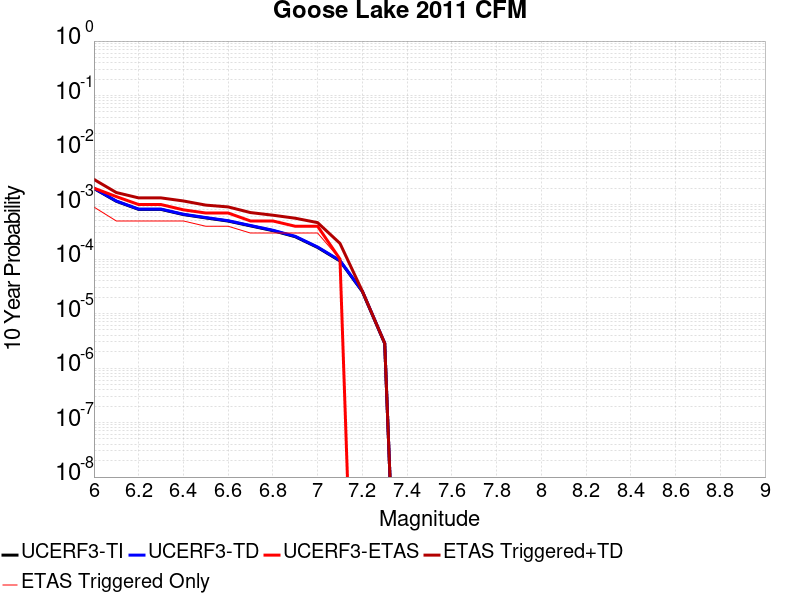 Goose Lake 2011 CFM
10 Year Probability
10^0
10^-1
10^-2
10^-3
10^-4
10^-5
10^-6
10^-7
10^-8
6 6.2 6.4 6.6 6.8 7 7.2 7.4 7.6 7.8 8 8.2 8.4 8.6 8.8 9
Magnitude
UCERF3-TI UCERF3-TD UCERF3-ETAS ETAS Triggered+TD
ETAS Triggered Only